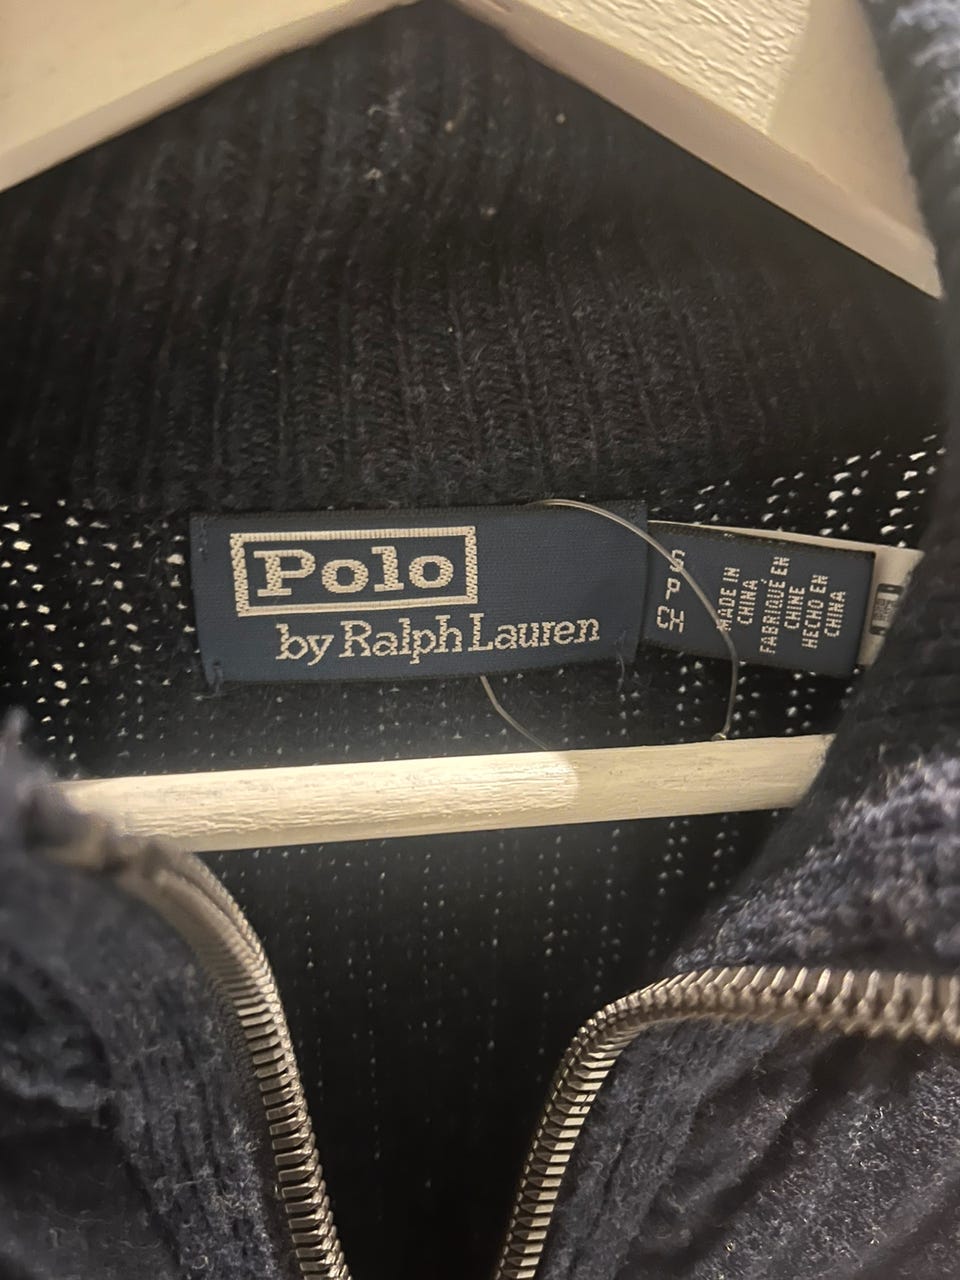 Polo
by Ralph Lauren
S
P
CH
MADE IN
CHINA
FABRIQUÉ EN
CHINE
HECHO EN
CHINA